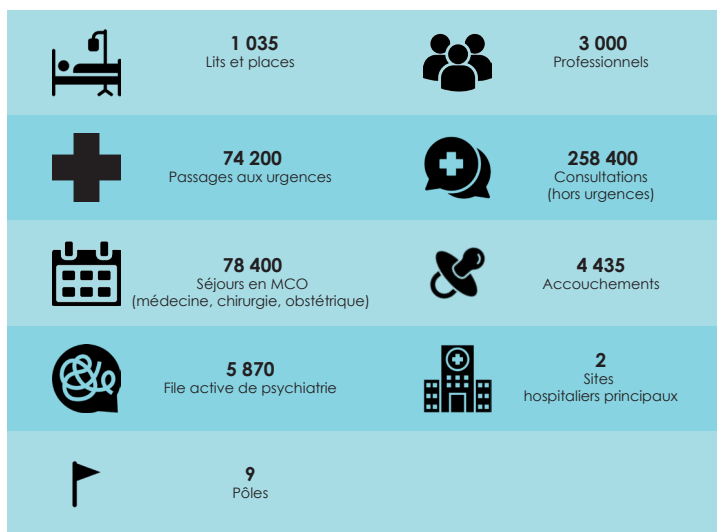 1 035
Lits et places
3 000
Professionnels
74 200
Passages aux urgences
258 400
Consultations
(hors urgences)
78 400
Séjours en MCO
(médecine, chirurgie, obstétrique)
4 435
Accouchements
5 870
File active de psychiatrie
2
Sites
hospitaliers principaux
9
Pôles